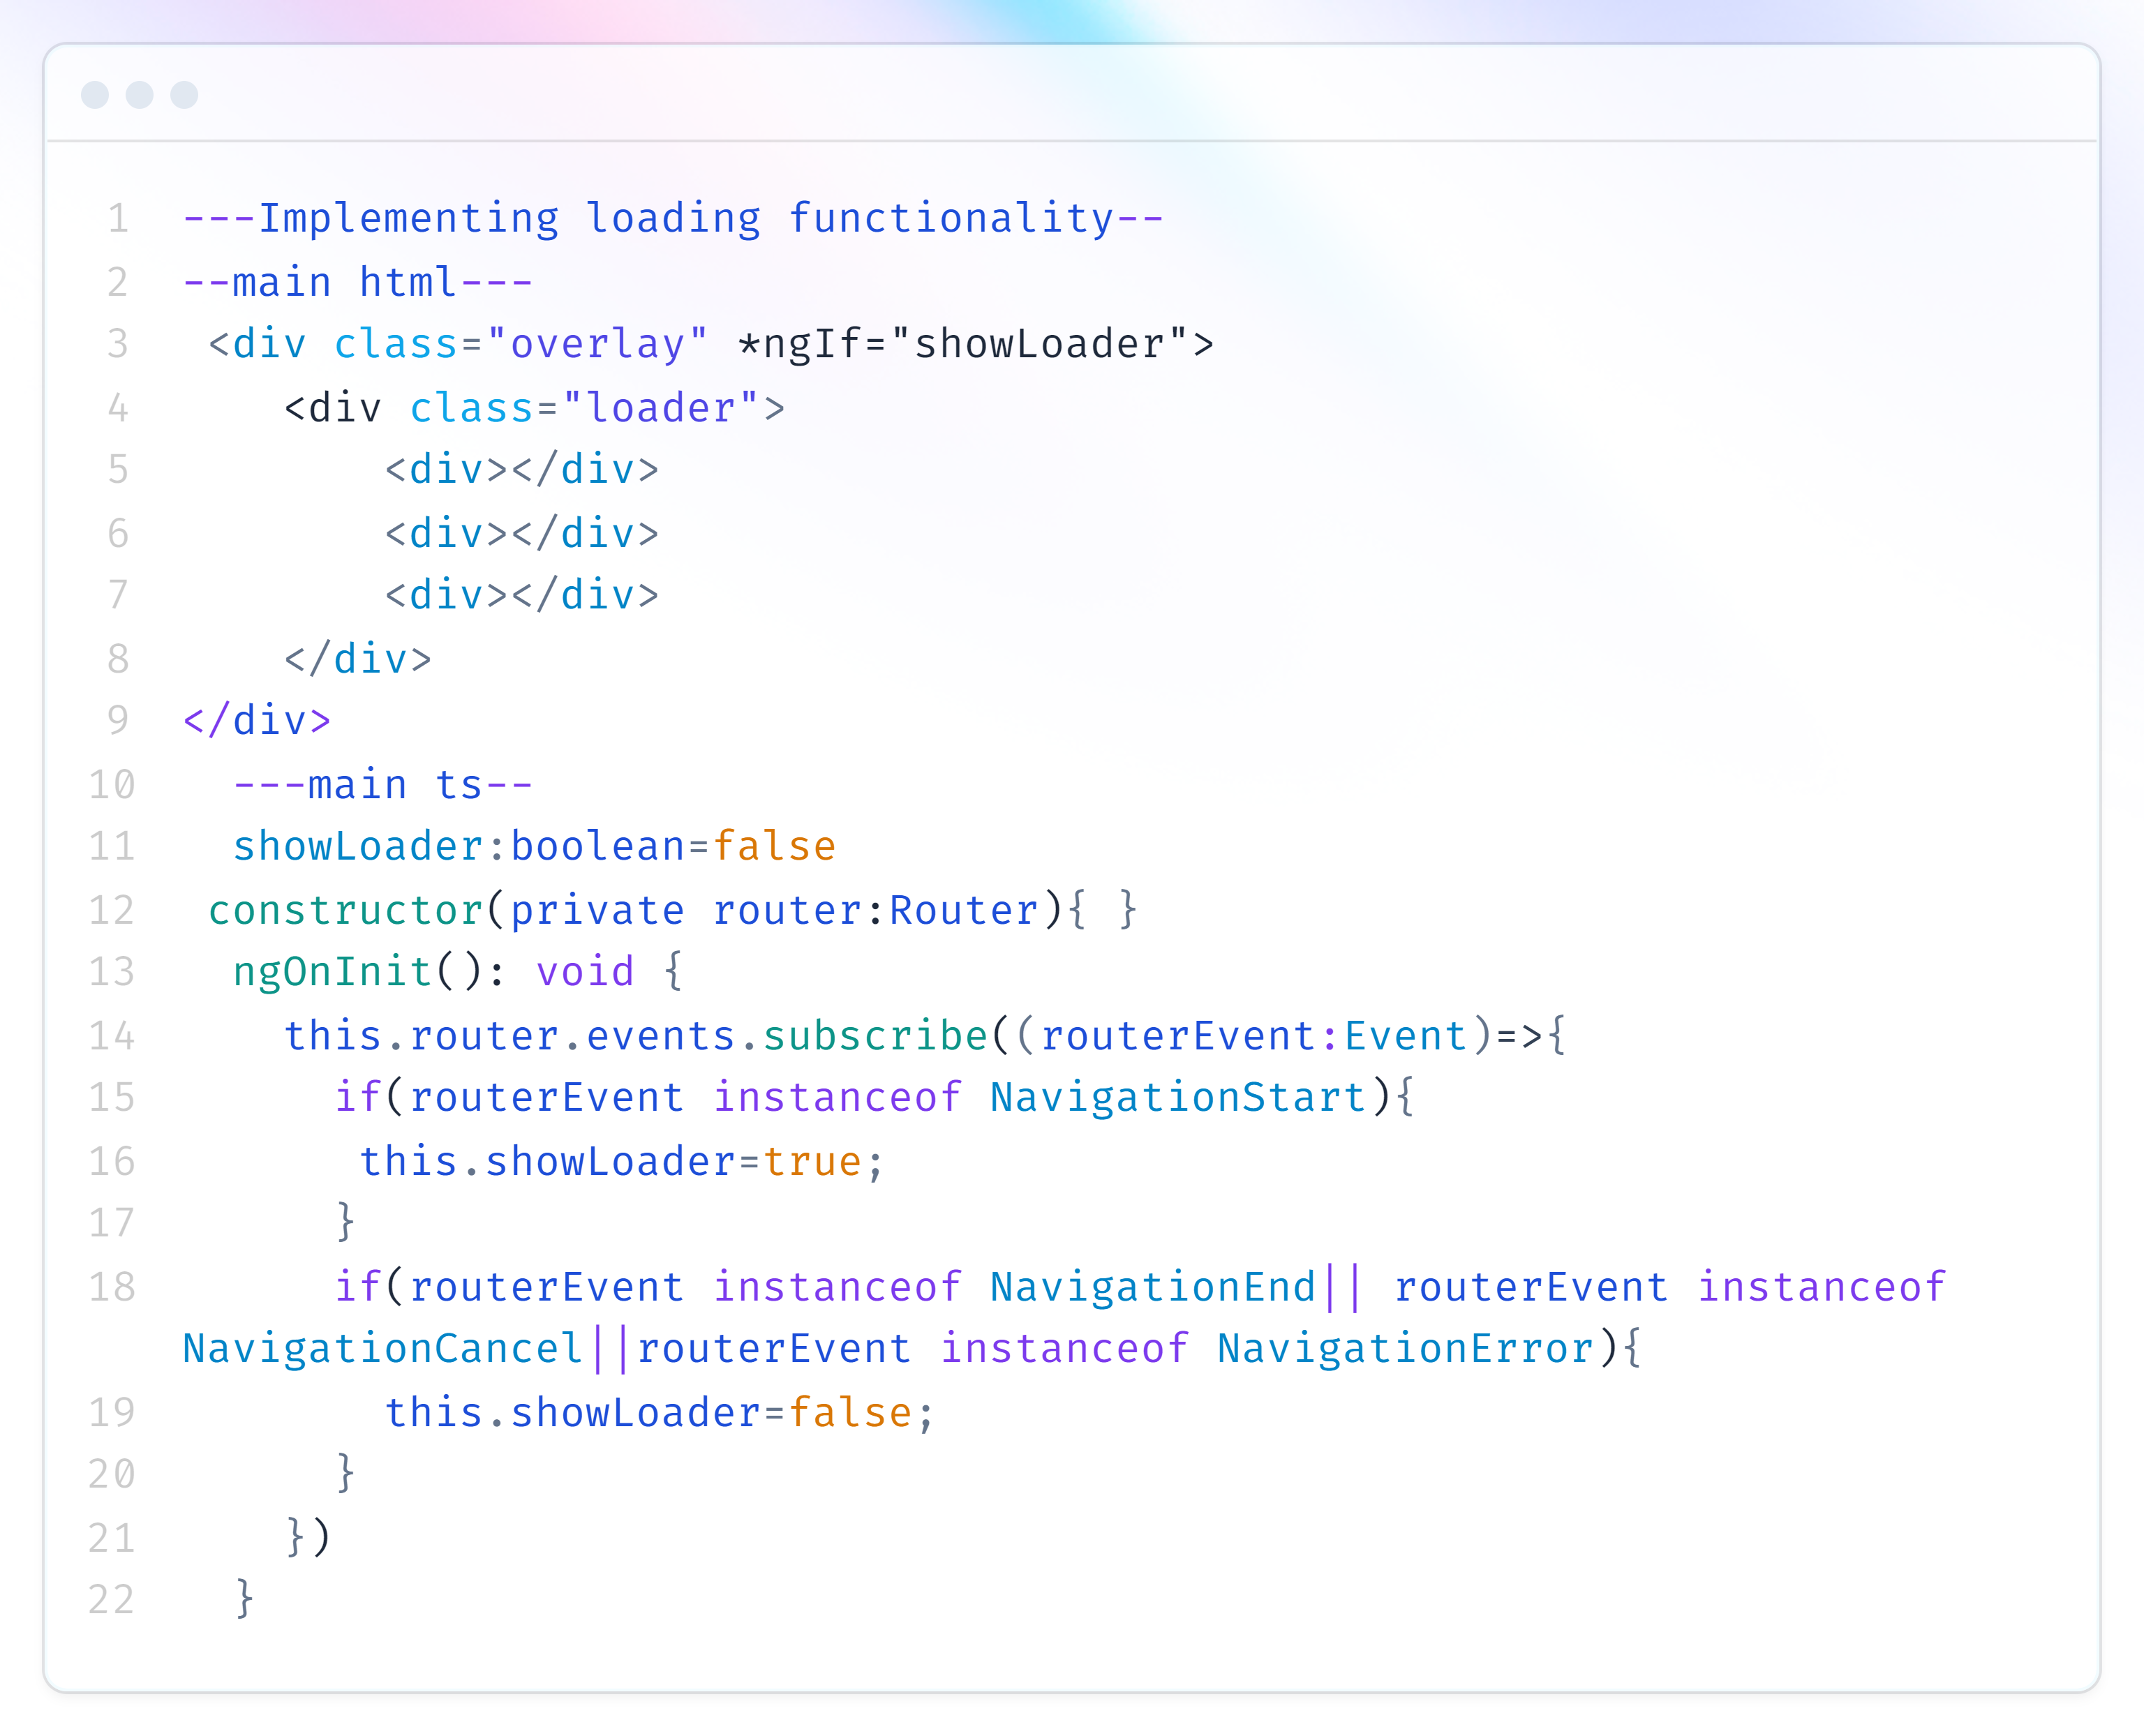 1 ---Implementing loading functionality--
2 --main html---
3  <div class="overlay" *ngIf="showLoader">
4     <div class="loader">
5         <div></div>
6         <div></div>
7         <div></div>
8     </div>
9 </div>
10   ---main ts--
11   showLoader:boolean=false
12  constructor(private router:Router){ }
13   ngOnInit(): void {
14     this.router.events.subscribe((routerEvent:Event)=>{
15       if(routerEvent instanceof NavigationStart){
16        this.showLoader=true;
17       }
18       if(routerEvent instanceof NavigationEnd|| routerEvent instanceof
NavigationCancel||routerEvent instanceof NavigationError){
19         this.showLoader=false;
20       }
21     })
22   }